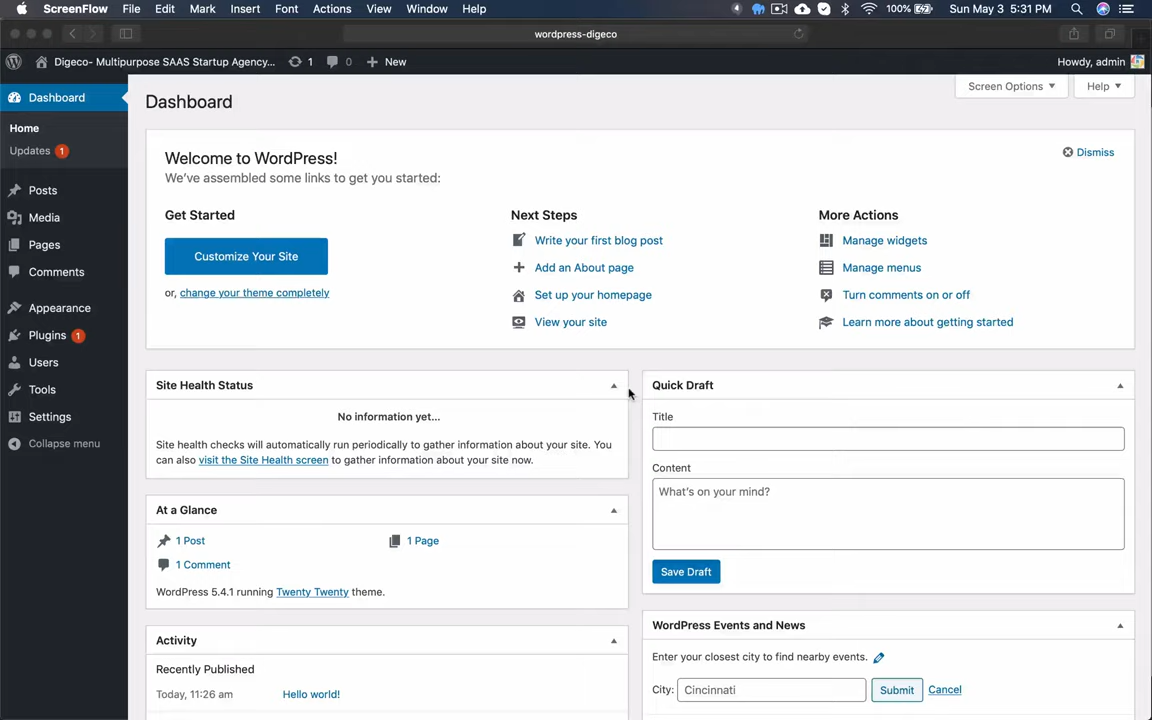 ScreenFlow File Edit Mark Insert Font Actions View Window Help 100% Sun May 3 5:31 PM
wordpress-digeco
Digeco- Multipurpose SAAS Startup Agency... 1 0 New Howdy, admin
Dashboard
Home
Updates 1
Posts
Media
Pages
Comments
Appearance
Plugins 1
Users
Tools
Settings
Collapse menu
Dashboard
Screen Options ▼ Help ▼
Welcome to WordPress!
We've assembled some links to get you started:
Dismiss
Get Started
Customize Your Site
or, change your theme completely
Next Steps
Write your first blog post
Add an About page
Set up your homepage
View your site
More Actions
Manage widgets
Manage menus
Turn comments on or off
Learn more about getting started
Site Health Status
No information yet...
Site health checks will automatically run periodically to gather information about your site. You
can also visit the Site Health screen to gather information about your site now.
At a Glance
1 Post 1 Page
1 Comment
WordPress 5.4.1 running Twenty Twenty theme.
Activity
Recently Published
Today, 11:26 am Hello world!
Quick Draft
Title
Content
What's on your mind?
Save Draft
WordPress Events and News
Enter your closest city to find nearby events.
City: Cincinnati Submit Cancel